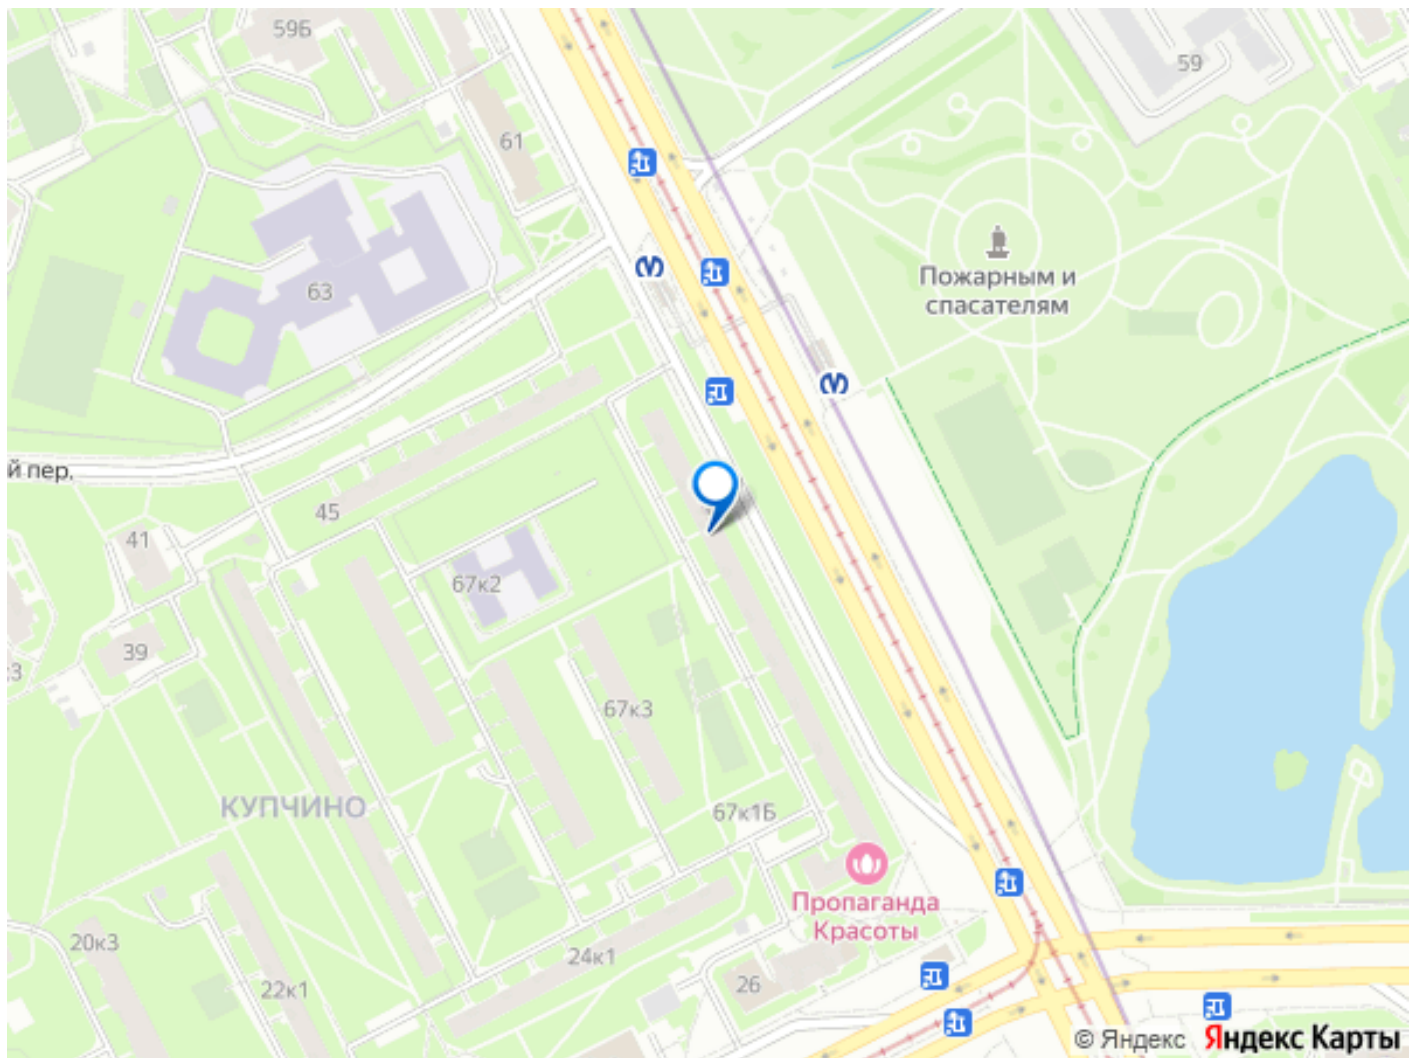 59Б
59
61
Пожарным и
спасателям
63
й пер.
45
41
67к2
39
к3
67к3
КУПЧИНО
67к1Б
Пропаганда
Красоты
20к3
24к1
26
22к1
© Яндекс Яндекс Карты